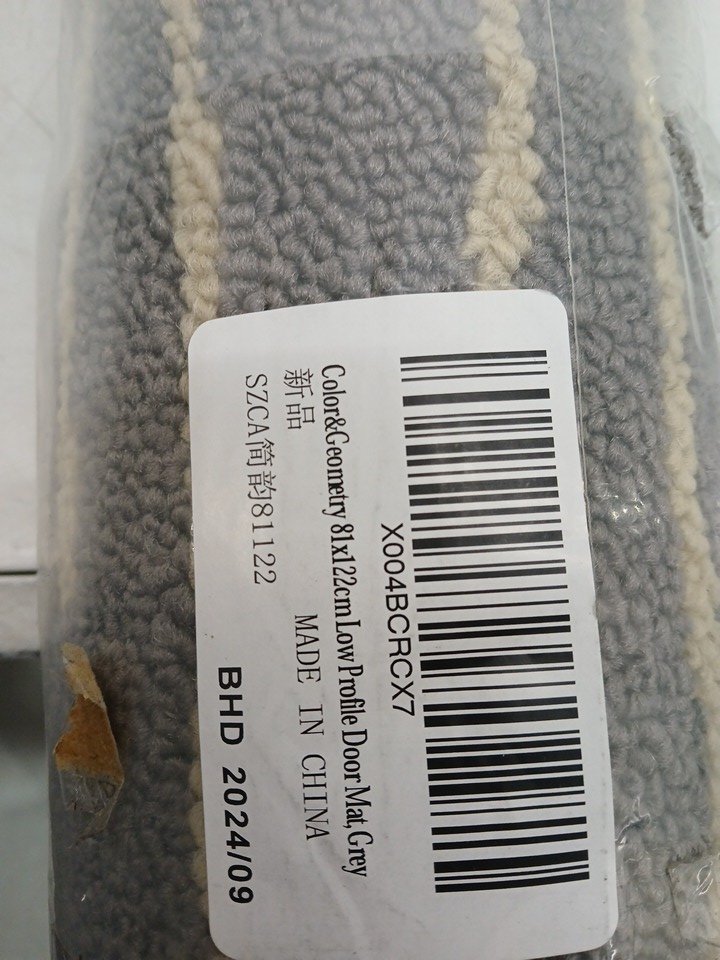 X004BCRCX7
Color&Geometry 81x122cm Low Profile Door Mat, Grey
新品 MADE IN CHINA
SZCA简韵81122
BHD 2024/09